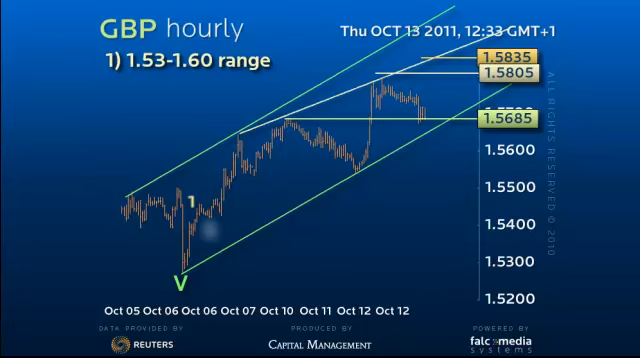 GBP hourly
Thu OCT 13 2011, 12:33 GMT+1
1) 1.53-1.60 range
1.5835
1.5805
1.5685
1.5600
1.5500
1.5400
1.5300
1.5200
1
V
Oct 05 Oct 06 Oct 06 Oct 07 Oct 10 Oct 11 Oct 12 Oct 12
ALL RIGHTS RESERVED © 2010
DATA PROVIDED BY
REUTERS
PRODUCED BY
CAPITAL MANAGEMENT
POWERED BY
falc media
systems